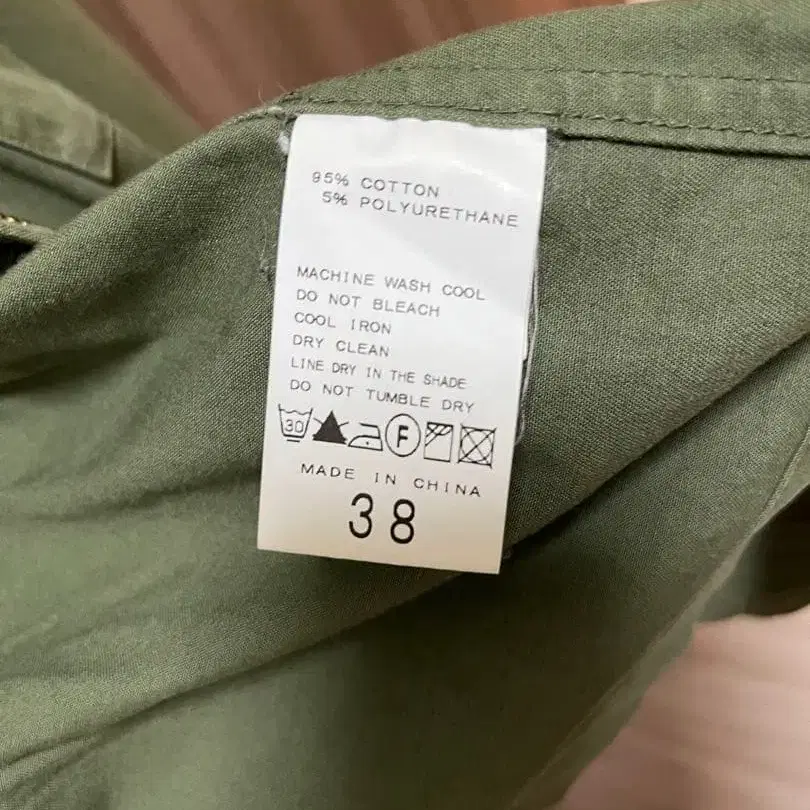 95% COTTON
5% POLYURETHANE
MACHINE WASH COOL
DO NOT BLEACH
COOL IRON
DRY CLEAN
LINE DRY IN THE SHADE
DO NOT TUMBLE DRY
30 F
MADE IN CHINA
38